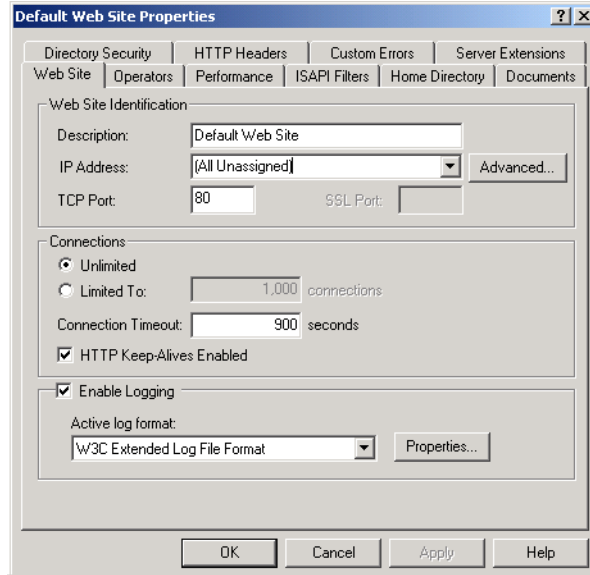 Default Web Site Properties
Directory Security HTTP Headers Custom Errors Server Extensions
Web Site Operators Performance ISAPI Filters Home Directory Documents
Web Site Identification
Description: Default Web Site
IP Address: (All Unassigned) Advanced...
TCP Port: 80 SSL Port:
Connections
Unlimited
Limited To: 1,000 connections
Connection Timeout: 900 seconds
HTTP Keep-Alives Enabled
Enable Logging
Active log format:
W3C Extended Log File Format Properties...
OK Cancel Apply Help